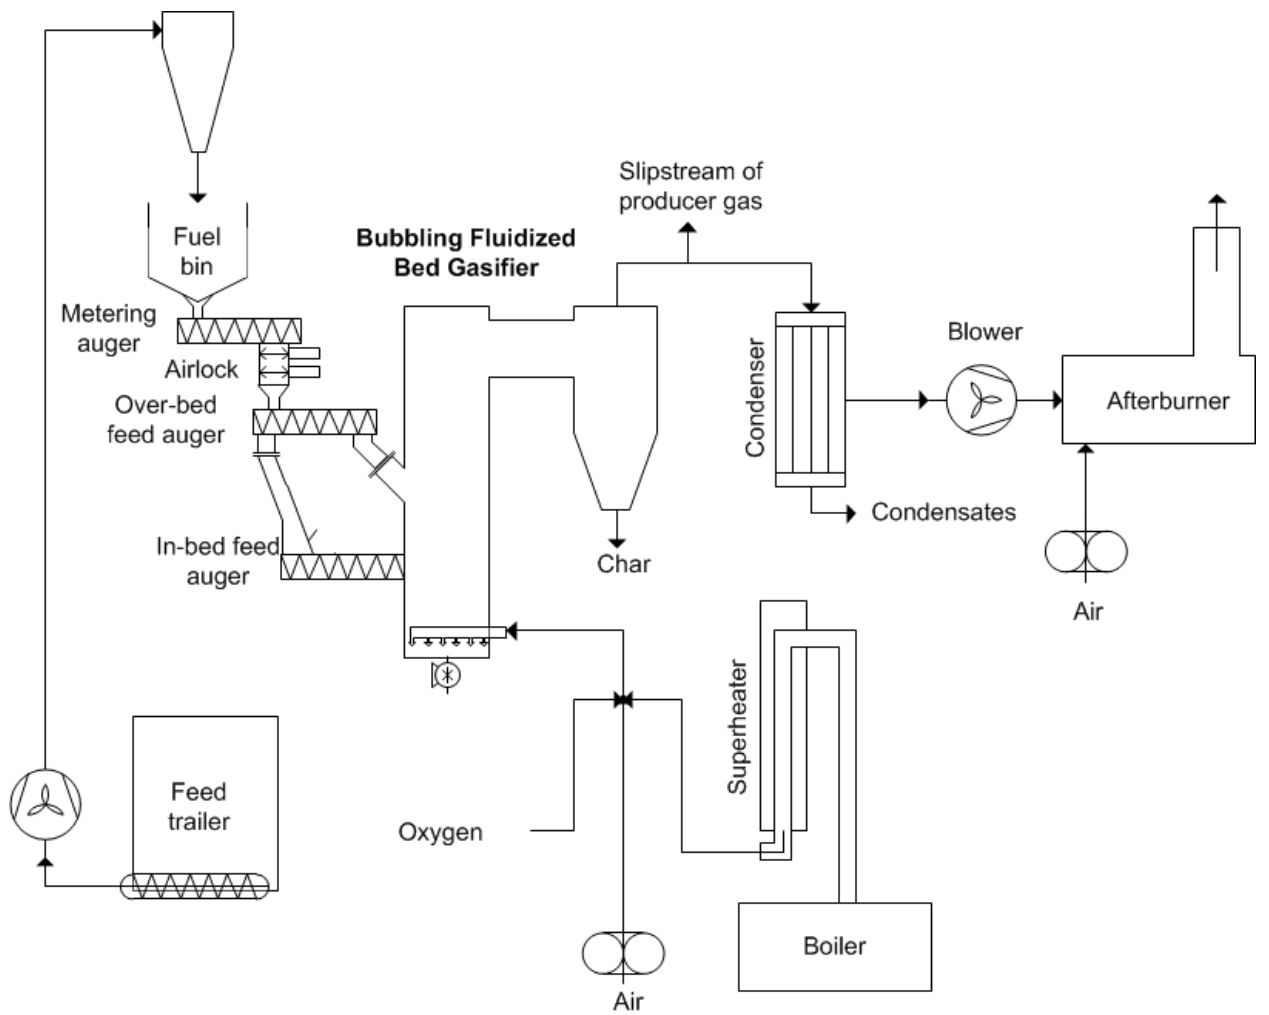 Slipstream of
producer gas
Fuel
bin
Bubbling Fluidized
Bed Gasifier
Metering
auger
Airlock
Over-bed
feed auger
Condenser
Blower
Afterburner
Condensates
In-bed feed
auger
Char
Air
Superheater
Feed
trailer
Oxygen
Boiler
Air